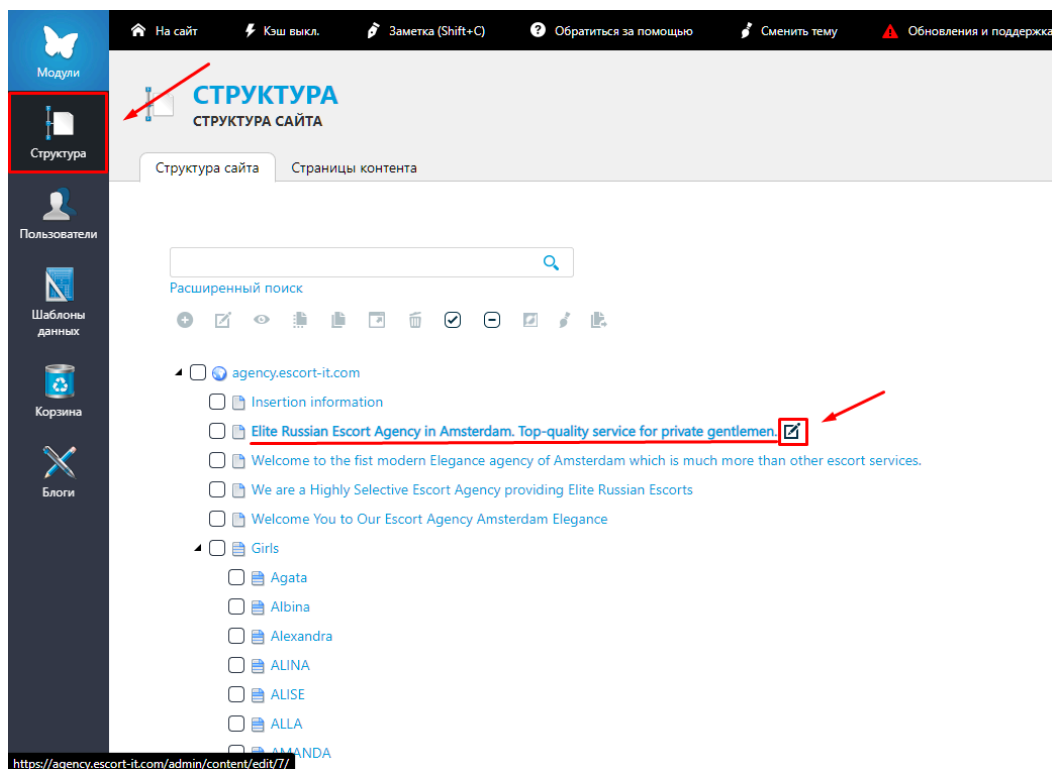 На сайт Кэш выкл. Заметка (Shift+C) Обратиться за помощью Сменить тему Обновления и поддержка
Модули
Структура
Пользователи
Шаблоны
данных
Корзина
Блоги
СТРУКТУРА
СТРУКТУРА САЙТА
Структура сайта Страницы контента
Расширенный поиск
agency.escort-it.com
Insertion information
Elite Russian Escort Agency in Amsterdam. Top-quality service for private gentlemen.
Welcome to the fist modern Elegance agency of Amsterdam which is much more than other escort services.
We are a Highly Selective Escort Agency providing Elite Russian Escorts
Welcome You to Our Escort Agency Amsterdam Elegance
Girls
Agata
Albina
Alexandra
ALINA
ALISE
ALLA
AMANDA
https://agency.escort-it.com/admin/content/edit/7/